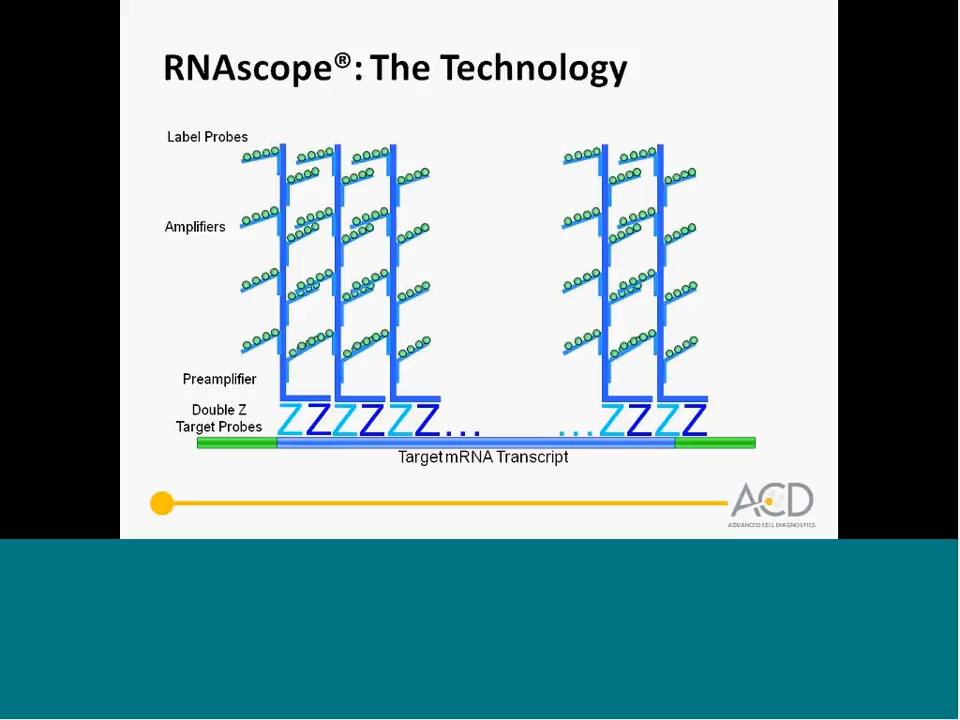 RNAscope®: The Technology
Label Probes
Amplifiers
Preamplifier
Double Z
Target Probes
Z Z Z Z Z Z ... ... Z Z Z Z
Target mRNA Transcript
ACD
ADVANCED CELL DIAGNOSTICS